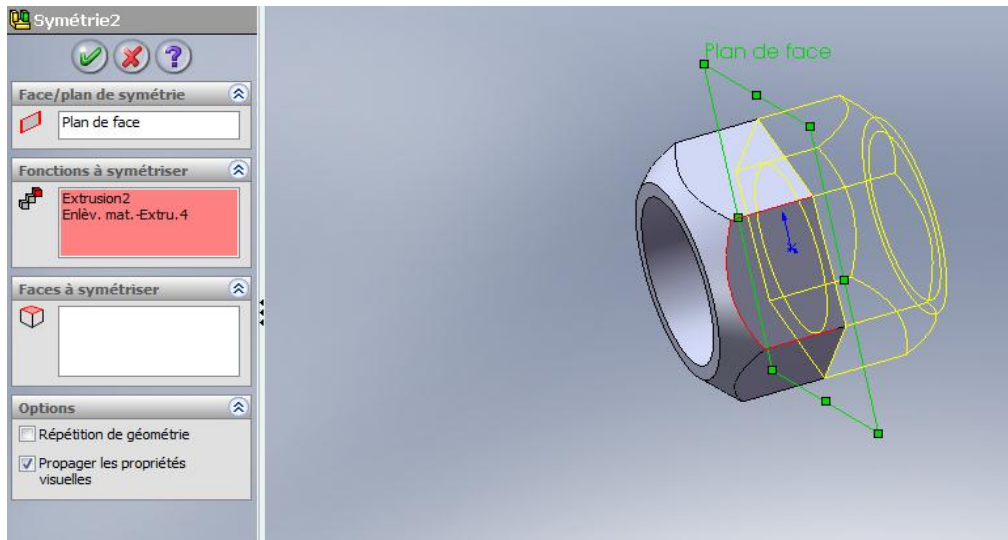 Symétrie2
?
Face/plan de symétrie
Plan de face
Fonctions à symétriser
Extrusion2
Enlèv. mat.-Extru.4
Faces à symétriser
Options
Répétition de géométrie
Propager les propriétés
visuelles
Plan de face